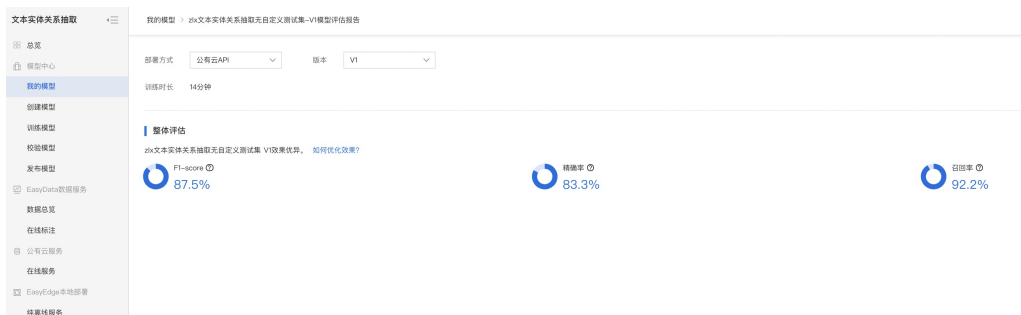 文本实体关系抽取
我的模型 > zlx文本实体关系抽取无自定义测试集-V1模型评估报告
总览
模型中心
我的模型
创建模型
训练模型
校验模型
发布模型
EasyData数据服务
数据总览
在线标注
公有云服务
在线服务
EasyEdge本地部署
纯离线服务
部署方式 公有云API 版本 V1
训练时长 14分钟
整体评估
zlx文本实体关系抽取无自定义测试集 V1效果优异。 如何优化效果?
F1-score
87.5%
精确率
83.3%
召回率
92.2%